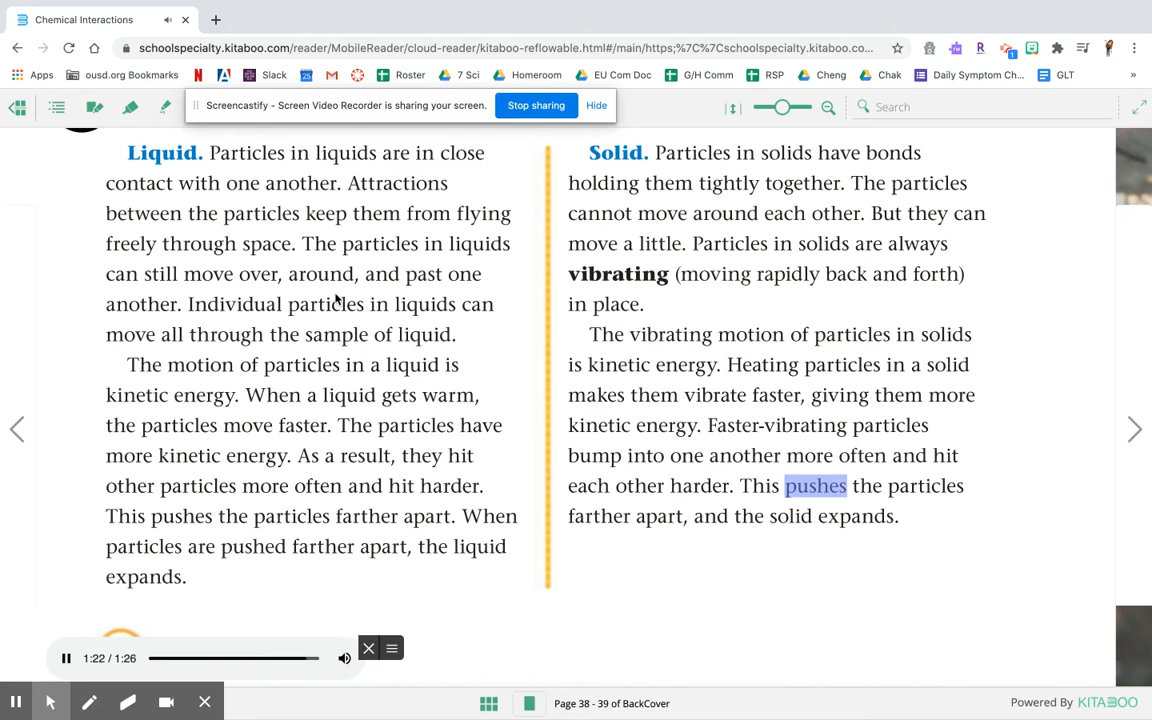 Chemical Interactions
schoolspecialty.kitaboo.com/reader/MobileReader/cloud-reader/kitaboo-reflowable.html#/main/https;%7C%7Cschoolspecialty.kitaboo.co...
Apps ousd.org Bookmarks Slack Roster 7 Sci Homeroom EU Com Doc G/H Comm RSP Cheng Chak Daily Symptom Ch... GLT »
Screencastify - Screen Video Recorder is sharing your screen. Stop sharing Hide
Search
Liquid. Particles in liquids are in close
contact with one another. Attractions
between the particles keep them from flying
freely through space. The particles in liquids
can still move over, around, and past one
another. Individual particles in liquids can
move all through the sample of liquid.
The motion of particles in a liquid is
kinetic energy. When a liquid gets warm,
the particles move faster. The particles have
more kinetic energy. As a result, they hit
other particles more often and hit harder.
This pushes the particles farther apart. When
particles are pushed farther apart, the liquid
expands.
Solid. Particles in solids have bonds
holding them tightly together. The particles
cannot move around each other. But they can
move a little. Particles in solids are always
vibrating (moving rapidly back and forth)
in place.
The vibrating motion of particles in solids
is kinetic energy. Heating particles in a solid
makes them vibrate faster, giving them more
kinetic energy. Faster-vibrating particles
bump into one another more often and hit
each other harder. This pushes the particles
farther apart, and the solid expands.
1:22 / 1:26
Page 38 - 39 of BackCover
Powered By KITABOO